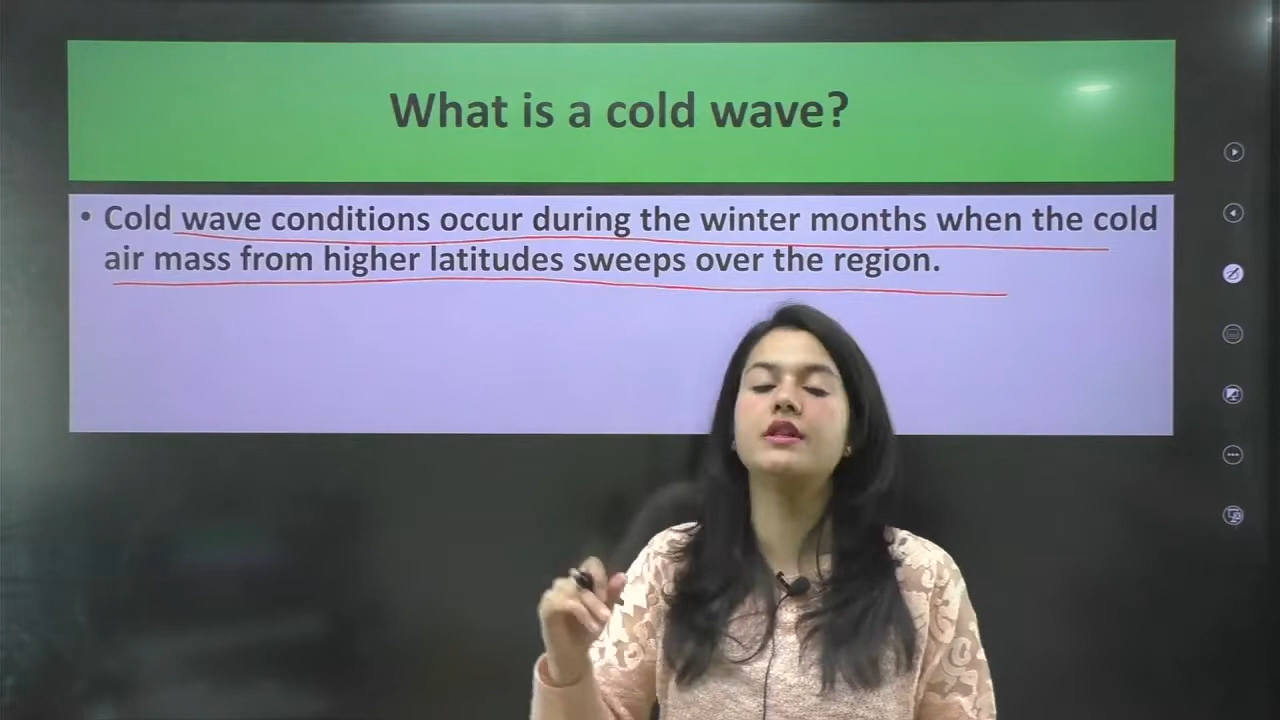 What is a cold wave?
• Cold wave conditions occur during the winter months when the cold
air mass from higher latitudes sweeps over the region.